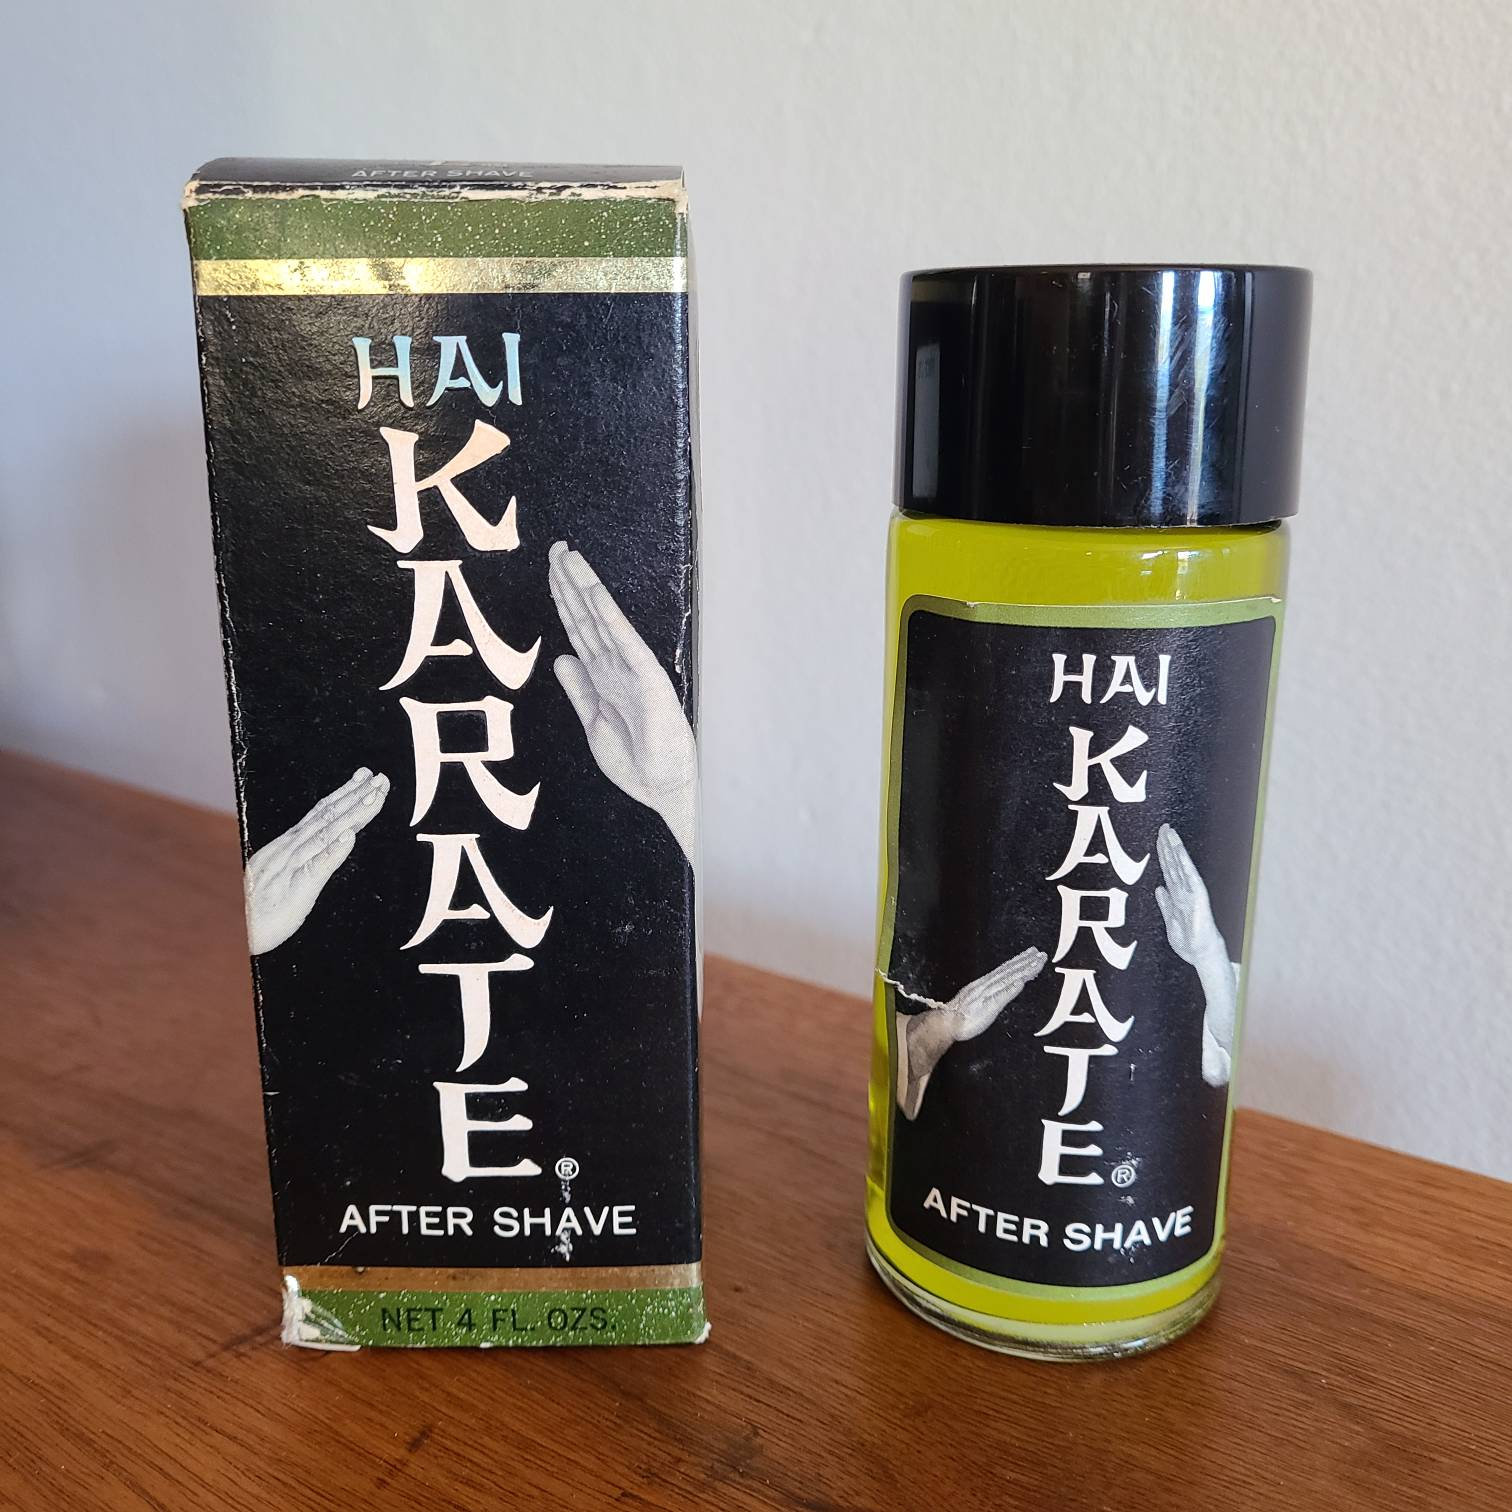 AFTER SHAVE
HAI
KARATE®
AFTER SHAVE
NET 4 FL. OZS.
HAI
KARATE®
AFTER SHAVE